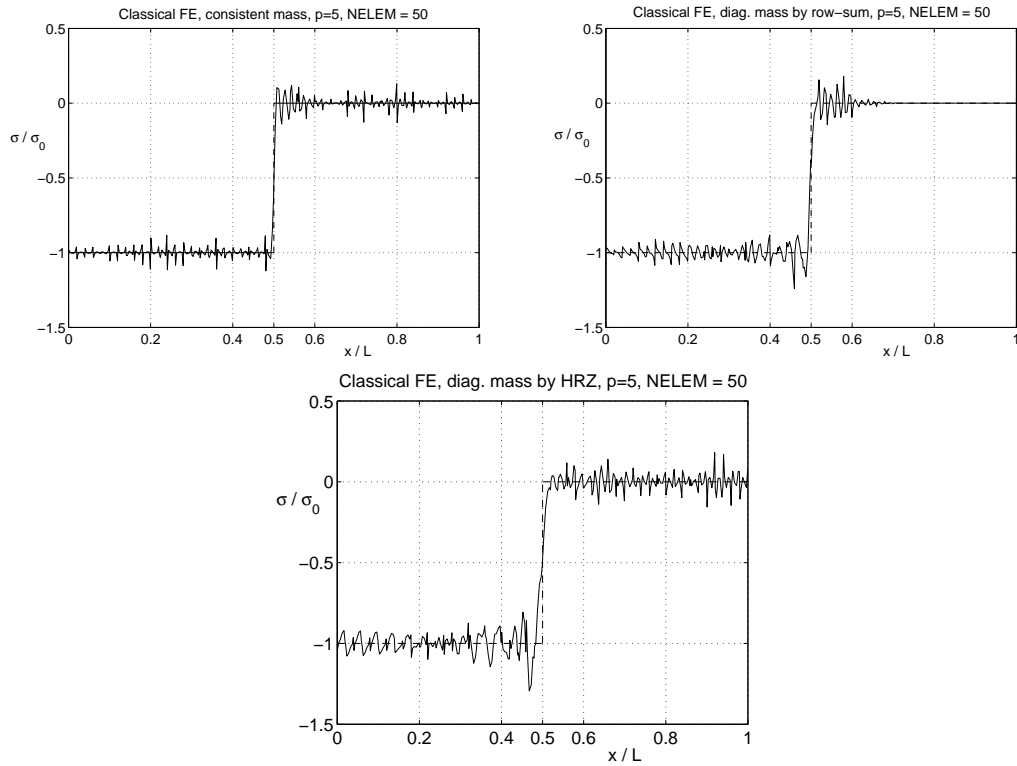 Classical FE, consistent mass, p=5, NELEM = 50
0.5
0
σ / σ0
−0.5
−1
−1.5
0 0.2 0.4 0.5 0.6 0.8 1
x / L
Classical FE, diag. mass by row−sum, p=5, NELEM = 50
0.5
0
σ / σ0
−0.5
−1
−1.5
0 0.2 0.4 0.5 0.6 0.8 1
x / L
Classical FE, diag. mass by HRZ, p=5, NELEM = 50
0.5
0
σ / σ0
−0.5
−1
−1.5
0 0.2 0.4 0.5 0.6 0.8 1
x / L